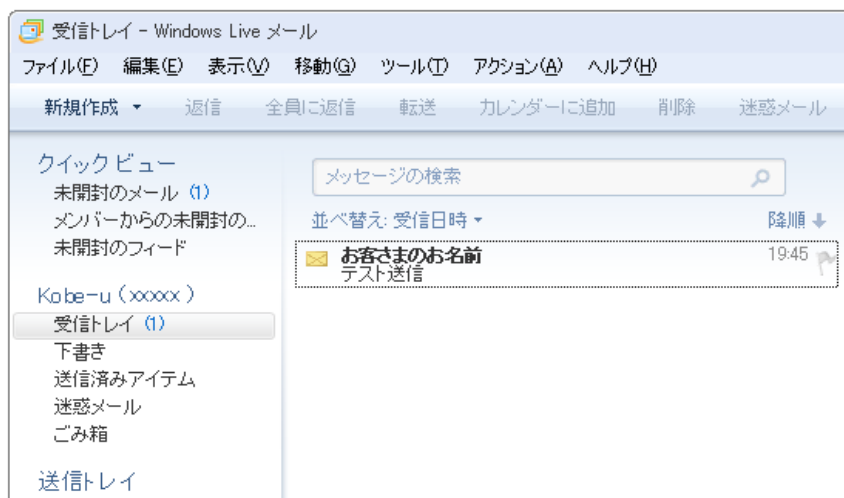 受信トレイ - Windows Live メール
ファイル(F) 編集(E) 表示(V) 移動(G) ツール(T) アクション(A) ヘルプ(H)
新規作成 返信 全員に返信 転送 カレンダーに追加 削除 迷惑メール
クイック ビュー
未開封のメール (1)
メンバーからの未開封の...
未開封のフィード
Kobe-u (xxxxx)
受信トレイ (1)
下書き
送信済みアイテム
迷惑メール
ごみ箱
送信トレイ
メッセージの検索
並べ替え: 受信日時 降順
お客さまのお名前 19:45
テスト送信